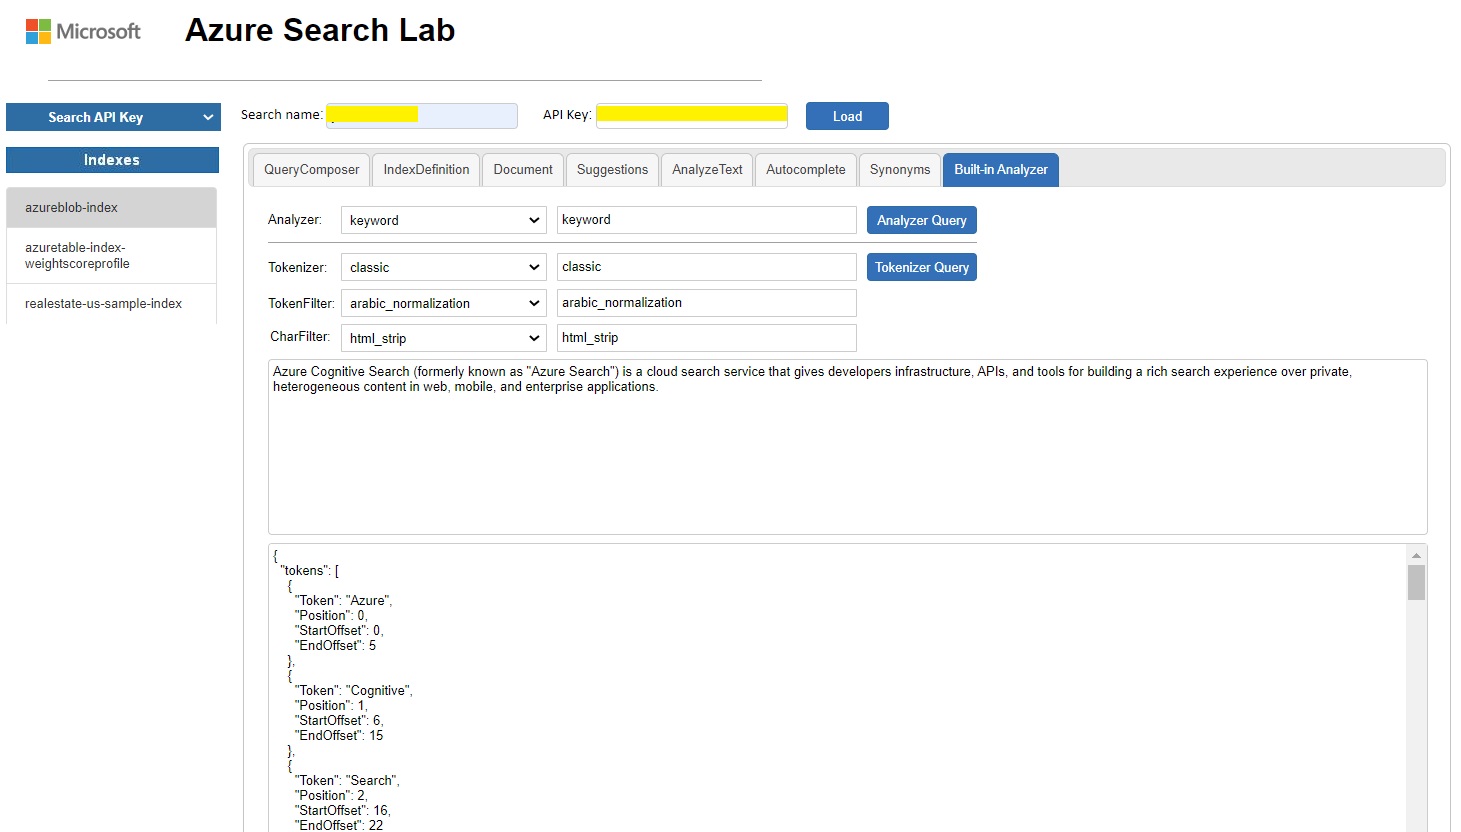 Microsoft
Azure Search Lab
Search API Key
Search name:
API Key:
Load
Indexes
azureblob-index
azuretable-index-
weightscoreprofile
realestate-us-sample-index
QueryComposer
IndexDefinition
Document
Suggestions
AnalyzeText
Autocomplete
Synonyms
Built-in Analyzer
Analyzer: keyword keyword Analyzer Query
Tokenizer: classic classic Tokenizer Query
TokenFilter: arabic_normalization arabic_normalization
CharFilter: html_strip html_strip
Azure Cognitive Search (formerly known as "Azure Search") is a cloud search service that gives developers infrastructure, APIs, and tools for building a rich search experience over private,
heterogeneous content in web, mobile, and enterprise applications.
{
"tokens": [
{
"Token": "Azure",
"Position": 0,
"StartOffset": 0,
"EndOffset": 5
},
{
"Token": "Cognitive",
"Position": 1,
"StartOffset": 6,
"EndOffset": 15
},
{
"Token": "Search",
"Position": 2,
"StartOffset": 16,
"EndOffset": 22